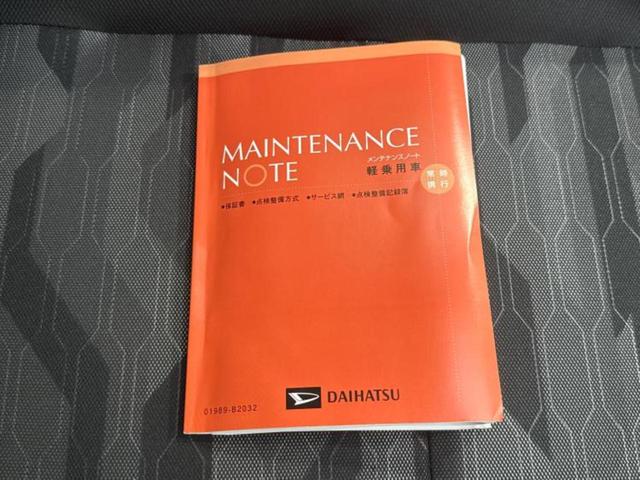 MAINTENANCE
NOTE
メンテナンスノート
軽乗用車
常時
携行
●保証書 ●点検整備方式 ●サービス網 ●点検整備記録簿
01989-B2032
DAIHATSU